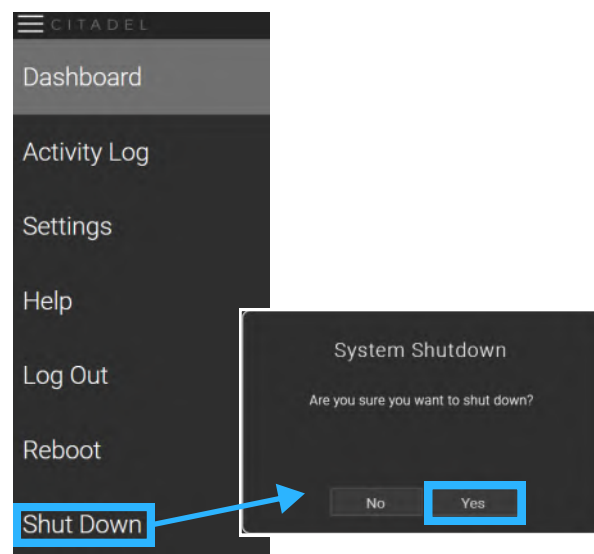 CITADEL
Dashboard
Activity Log
Settings
Help
Log Out
Reboot
Shut Down
System Shutdown
Are you sure you want to shut down?
No Yes